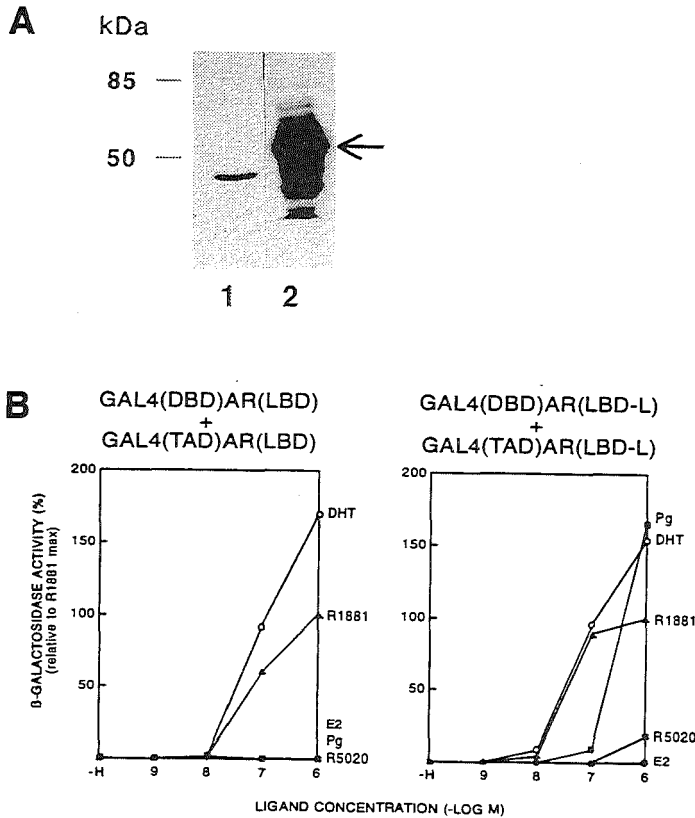 A
kDa
85
50
1 2
B
GAL4(DBD)AR(LBD)
+
GAL4(TAD)AR(LBD)
GAL4(DBD)AR(LBD-L)
+
GAL4(TAD)AR(LBD-L)
ß-GALACTOSIDASE ACTIVITY (%)
(relative to R1881 max)
200
150
100
50
DHT
R1881
E2
Pg
R5020
-H 9 8 7 6
200
150
100
50
Pg
DHT
R1881
R5020
E2
-H 9 8 7 6
LIGAND CONCENTRATION (-LOG M)